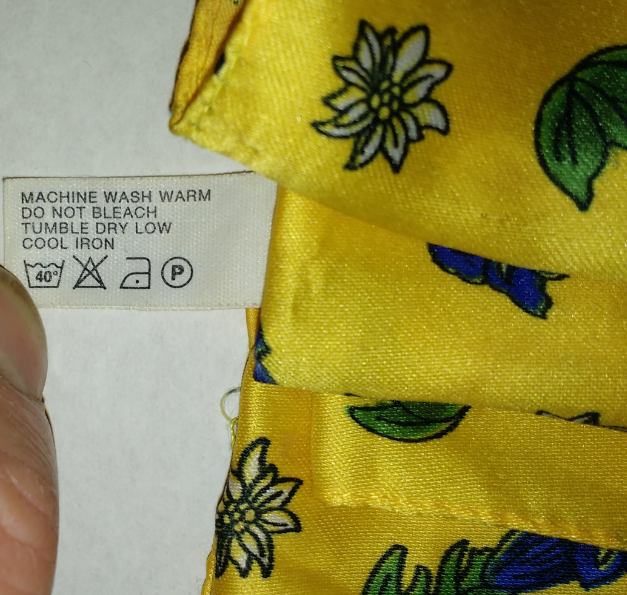 MACHINE WASH WARM
DO NOT BLEACH
TUMBLE DRY LOW
COOL IRON
40° P